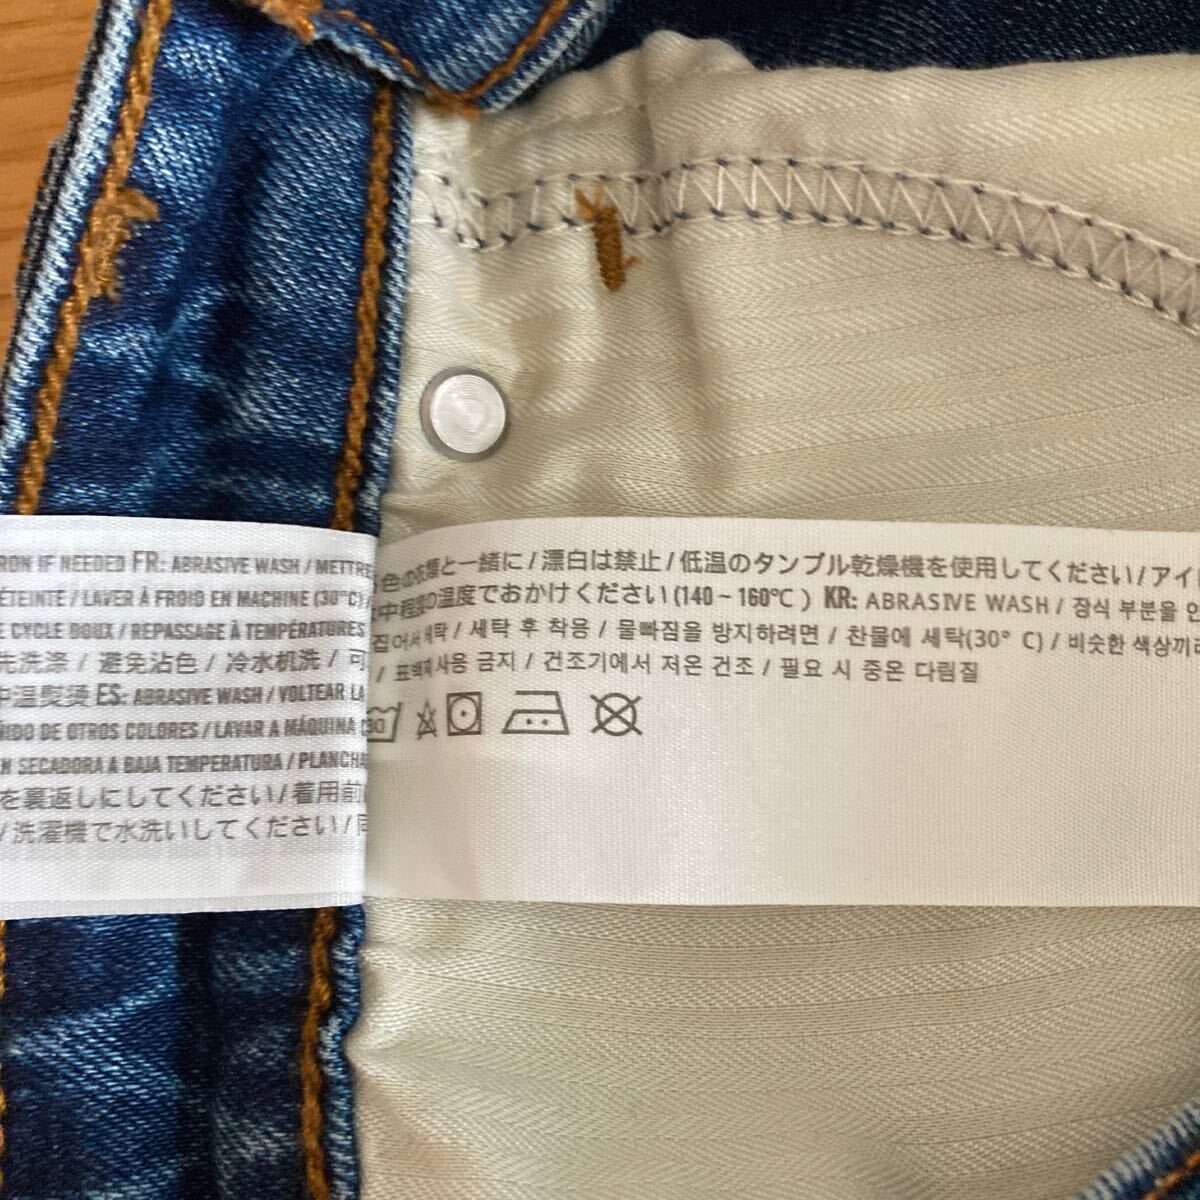 IRON IF NEEDED FR: ABRASIVE WASH / METTRE
ÉTEINTE / LAVER À FROID EN MACHINE (30°C)
CYCLE DOUX / REPASSAGE À TEMPÉRATURES
先洗涤 / 避免沾色 / 冷水机洗 / 可
中温熨烫 ES: ABRASIVE WASH / VOLTEAR LA
DE OTROS COLORES / LAVAR A MÁQUINA
EN SECADORA A BAJA TEMPERATURA / PLANCHA
を裏返しにしてください / 着用前
/ 洗濯機で水洗いしてください / 同
色の衣類と一緒に / 漂白は禁止 / 低温のタンブル乾燥機を使用してください / アイ
中程度の温度でおかけください (140 ~ 160°C ) KR: ABRASIVE WASH / 장식 부분을 안
집어서 세탁 / 세탁 후 착용 / 물빠짐을 방지하려면 / 찬물에 세탁(30° C) / 비슷한 색상끼리
/ 표백제 사용 금지 / 건조기에서 저온 건조 / 필요 시 중온 다림질
30